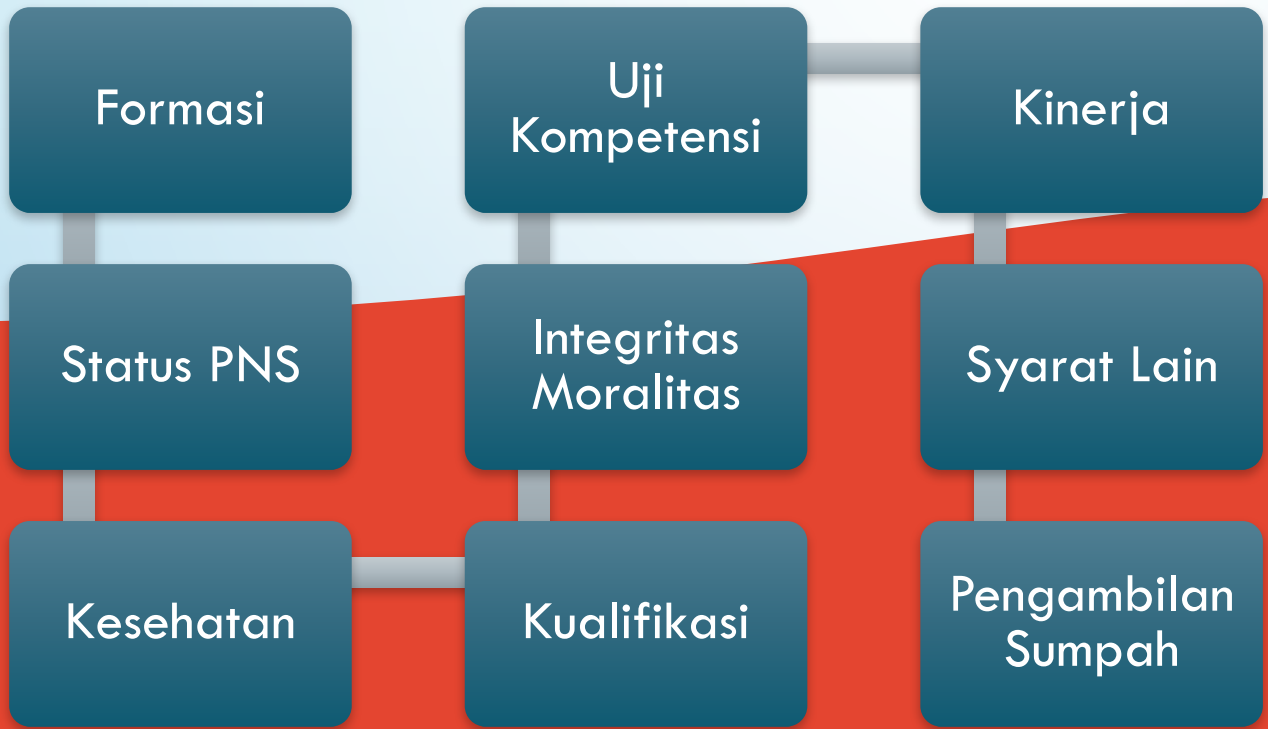 Formasi
Status PNS
Kesehatan
Kualifikasi
Integritas
Moralitas
Uji
Kompetensi
Kinerja
Syarat Lain
Pengambilan
Sumpah